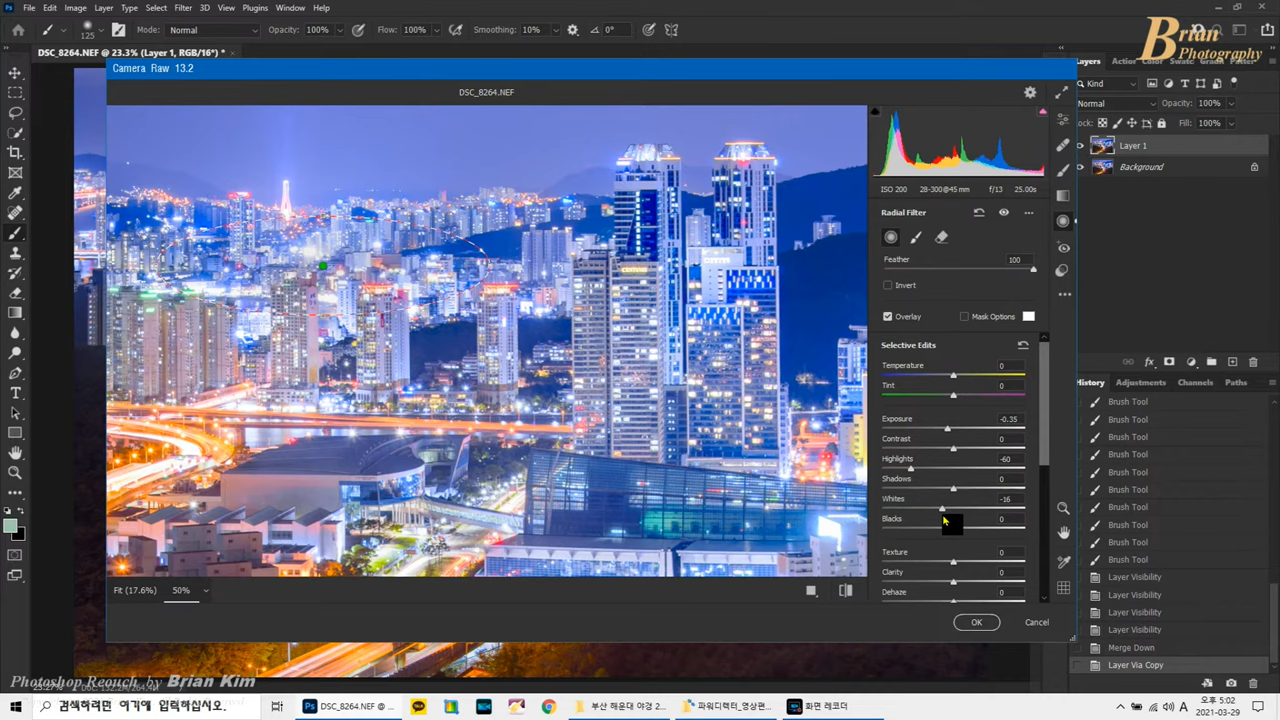 File Edit Image Layer Type Select Filter 3D View Plugins Window Help
125 Mode: Normal Opacity: 100% Flow: 100% Smoothing: 10% 0°
Brian
Photography
DSC_8264.NEF @ 23.3% (Layer 1, RGB/16*) *
Camera Raw 13.2
DSC_8264.NEF
ISO 200 28-300@45 mm f/13 25.00s
Radial Filter
Feather 100
Invert
Overlay Mask Options
Selective Edits
Temperature 0
Tint 0
Exposure -0.35
Contrast 0
Highlights -60
Shadows 0
Whites -16
Blacks 0
Texture 0
Clarity 0
Dehaze 0
Fit (17.6%) 50%
OK Cancel
Layers
Kind
Normal Opacity: 100%
Lock: Fill: 100%
Layer 1
Background
History Adjustments Channels Paths
Brush Tool
Brush Tool
Brush Tool
Brush Tool
Brush Tool
Brush Tool
Brush Tool
Brush Tool
Brush Tool
Brush Tool
Layer Visibility
Layer Visibility
Layer Visibility
Layer Visibility
Merge Down
Layer Via Copy
Photoshop Reouch by Brian Kim
검색하려면 여기에 입력하십시오.
DSC_8264.NEF @ ...
부산 해운대 야경 2...
파워디렉터_영상편...
화면 레코더
A
오후 5:02
2021-03-29